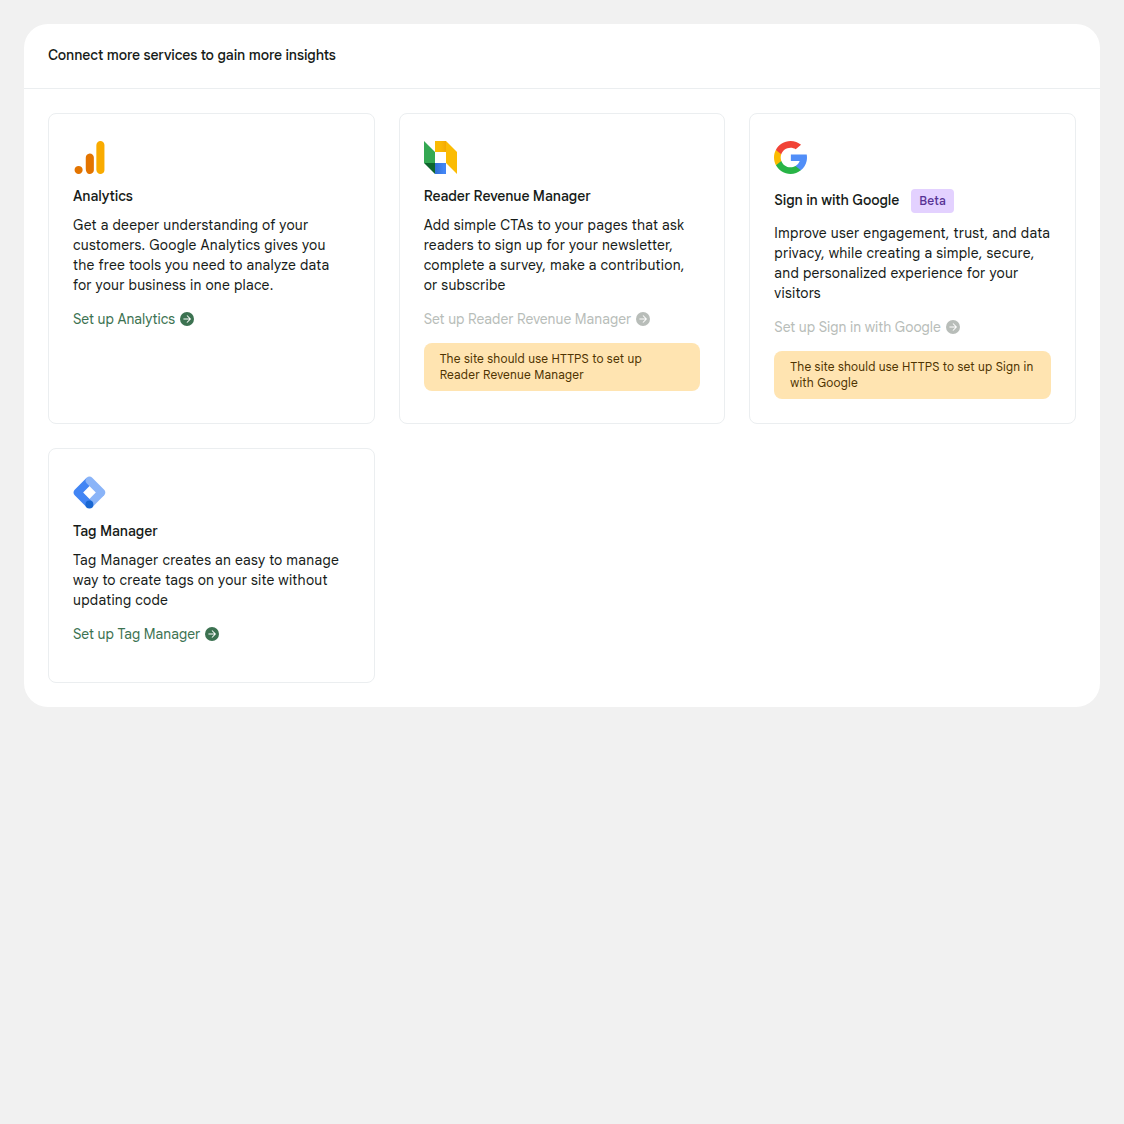 Connect more services to gain more insights
Analytics
Get a deeper understanding of your
customers. Google Analytics gives you
the free tools you need to analyze data
for your business in one place.
Set up Analytics
Reader Revenue Manager
Add simple CTAs to your pages that ask
readers to sign up for your newsletter,
complete a survey, make a contribution,
or subscribe
Set up Reader Revenue Manager
The site should use HTTPS to set up
Reader Revenue Manager
Sign in with Google Beta
Improve user engagement, trust, and data
privacy, while creating a simple, secure,
and personalized experience for your
visitors
Set up Sign in with Google
The site should use HTTPS to set up Sign in
with Google
Tag Manager
Tag Manager creates an easy to manage
way to create tags on your site without
updating code
Set up Tag Manager